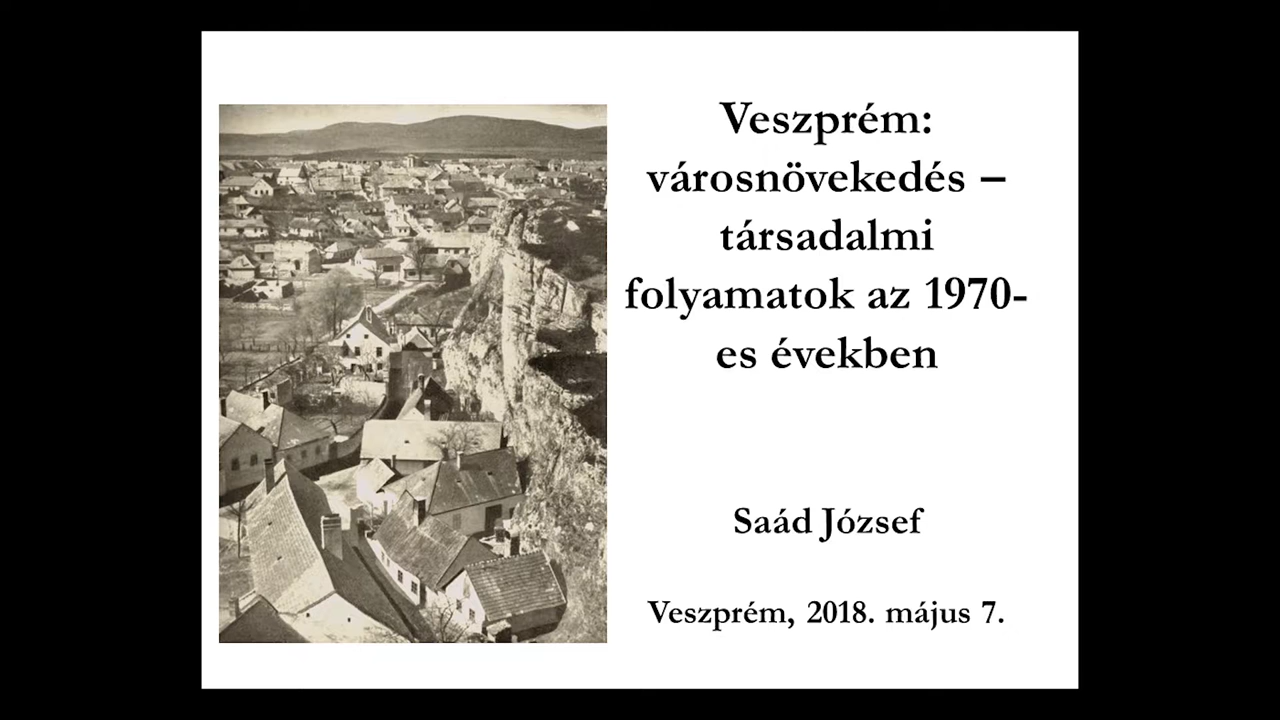 Veszprém:
városnövekedés –
társadalmi
folyamatok az 1970-
es években
Saád József
Veszprém, 2018. május 7.